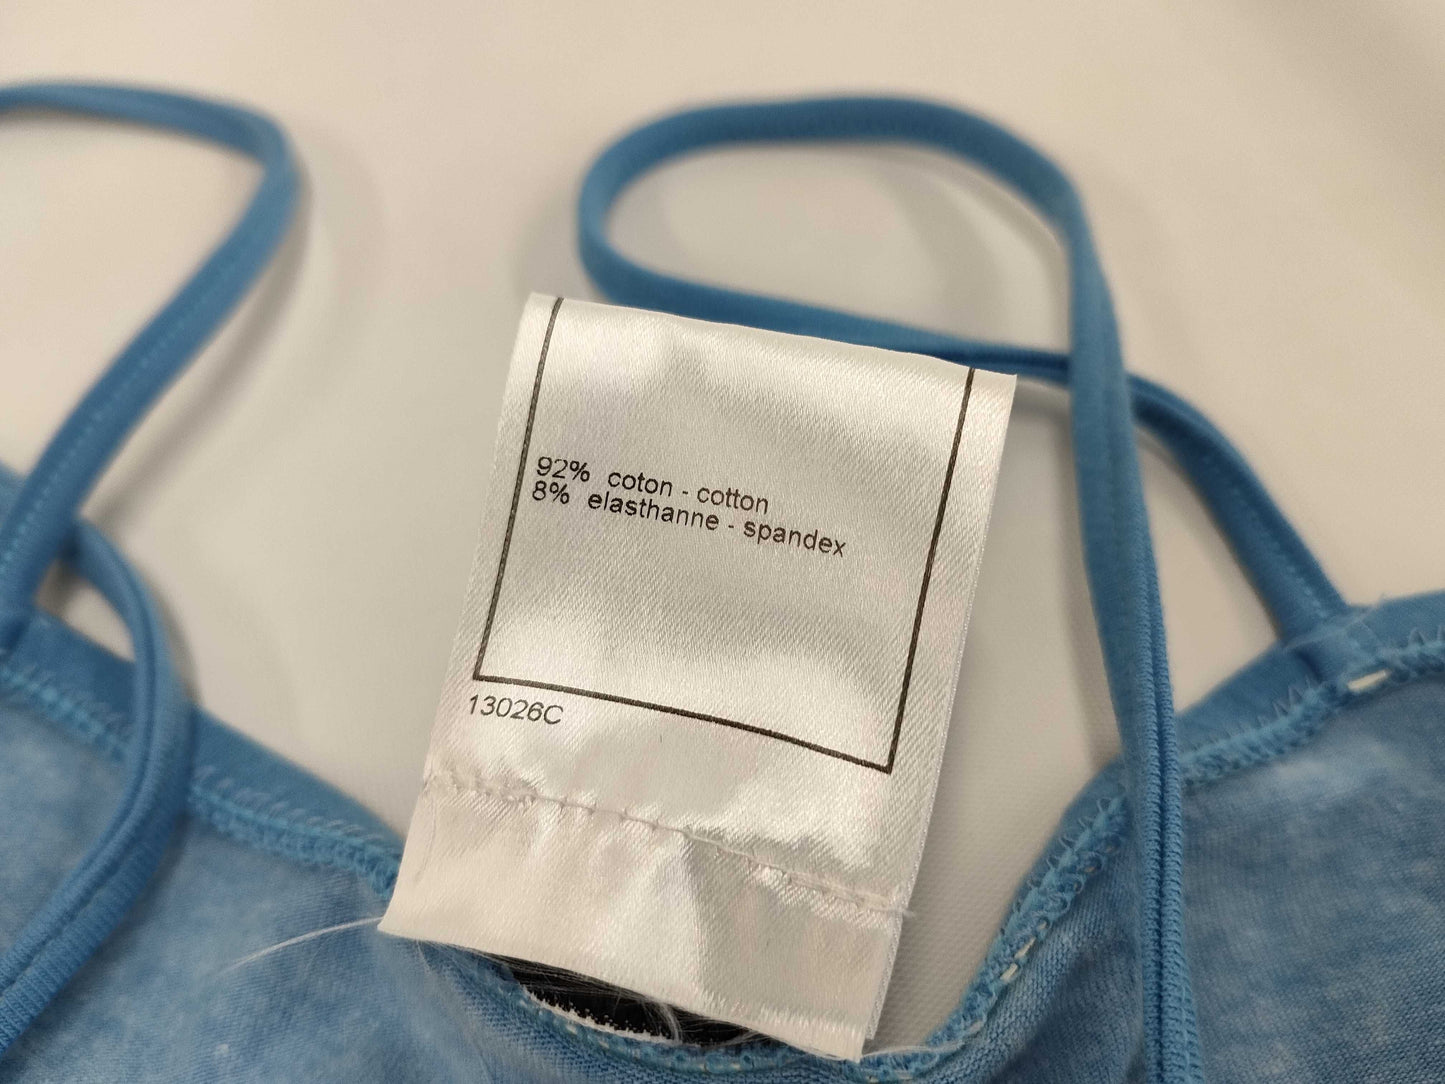 92% coton - cotton
8% elasthanne - spandex
13026C